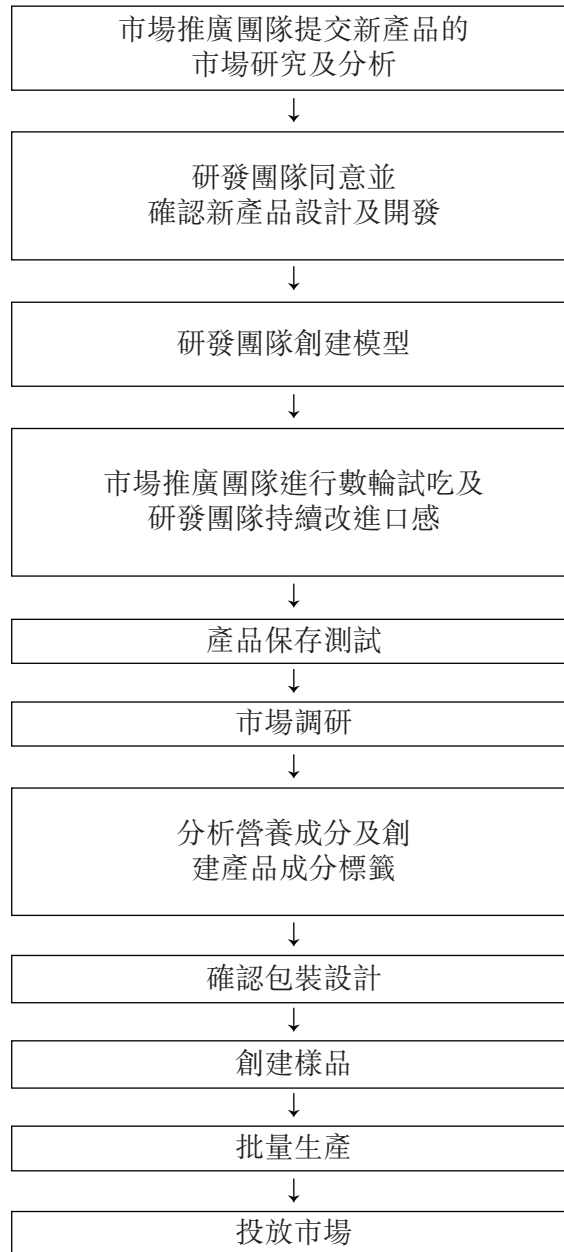 市場推廣團隊提交新產品的
市場研究及分析
↓
研發團隊同意並
確認新產品設計及開發
↓
研發團隊創建模型
↓
市場推廣團隊進行數輪試吃及
研發團隊持續改進口感
↓
產品保存測試
↓
市場調研
↓
分析營養成分及創
建產品成分標籤
↓
確認包裝設計
↓
創建樣品
↓
批量生產
↓
投放市場